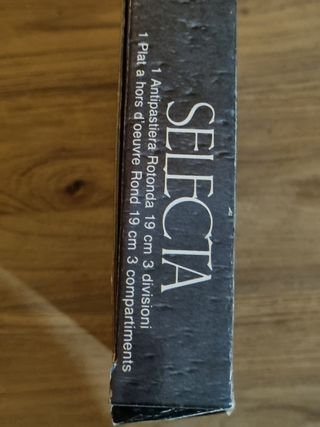 SELECTA
1 Antipastiera Rotonda 19 cm 3 divisioni
1 Plat a hors d'oeuvre Rond 19 cm 3 compartiments